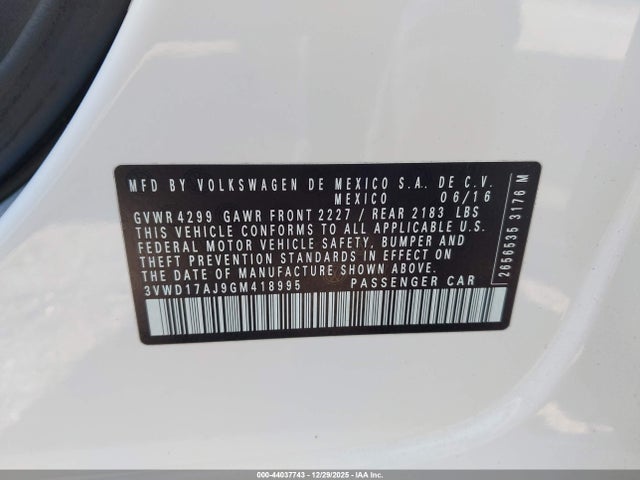 MFD BY VOLKSWAGEN DE MEXICO S.A. DE C.V.
MEXICO 06/16
GVWR 4299 GAWR FRONT 2227 / REAR 2183 LBS
THIS VEHICLE CONFORMS TO ALL APPLICABLE U.S.
FEDERAL MOTOR VEHICLE SAFETY, BUMPER AND
THEFT PREVENTION STANDARDS IN EFFECT ON THE
DATE OF MANUFACTURE SHOWN ABOVE.
3VWD17AJ9GM418995 PASSENGER CAR
2656535 3176 M
000-44037743 - 12/29/2025 - IAA Inc.